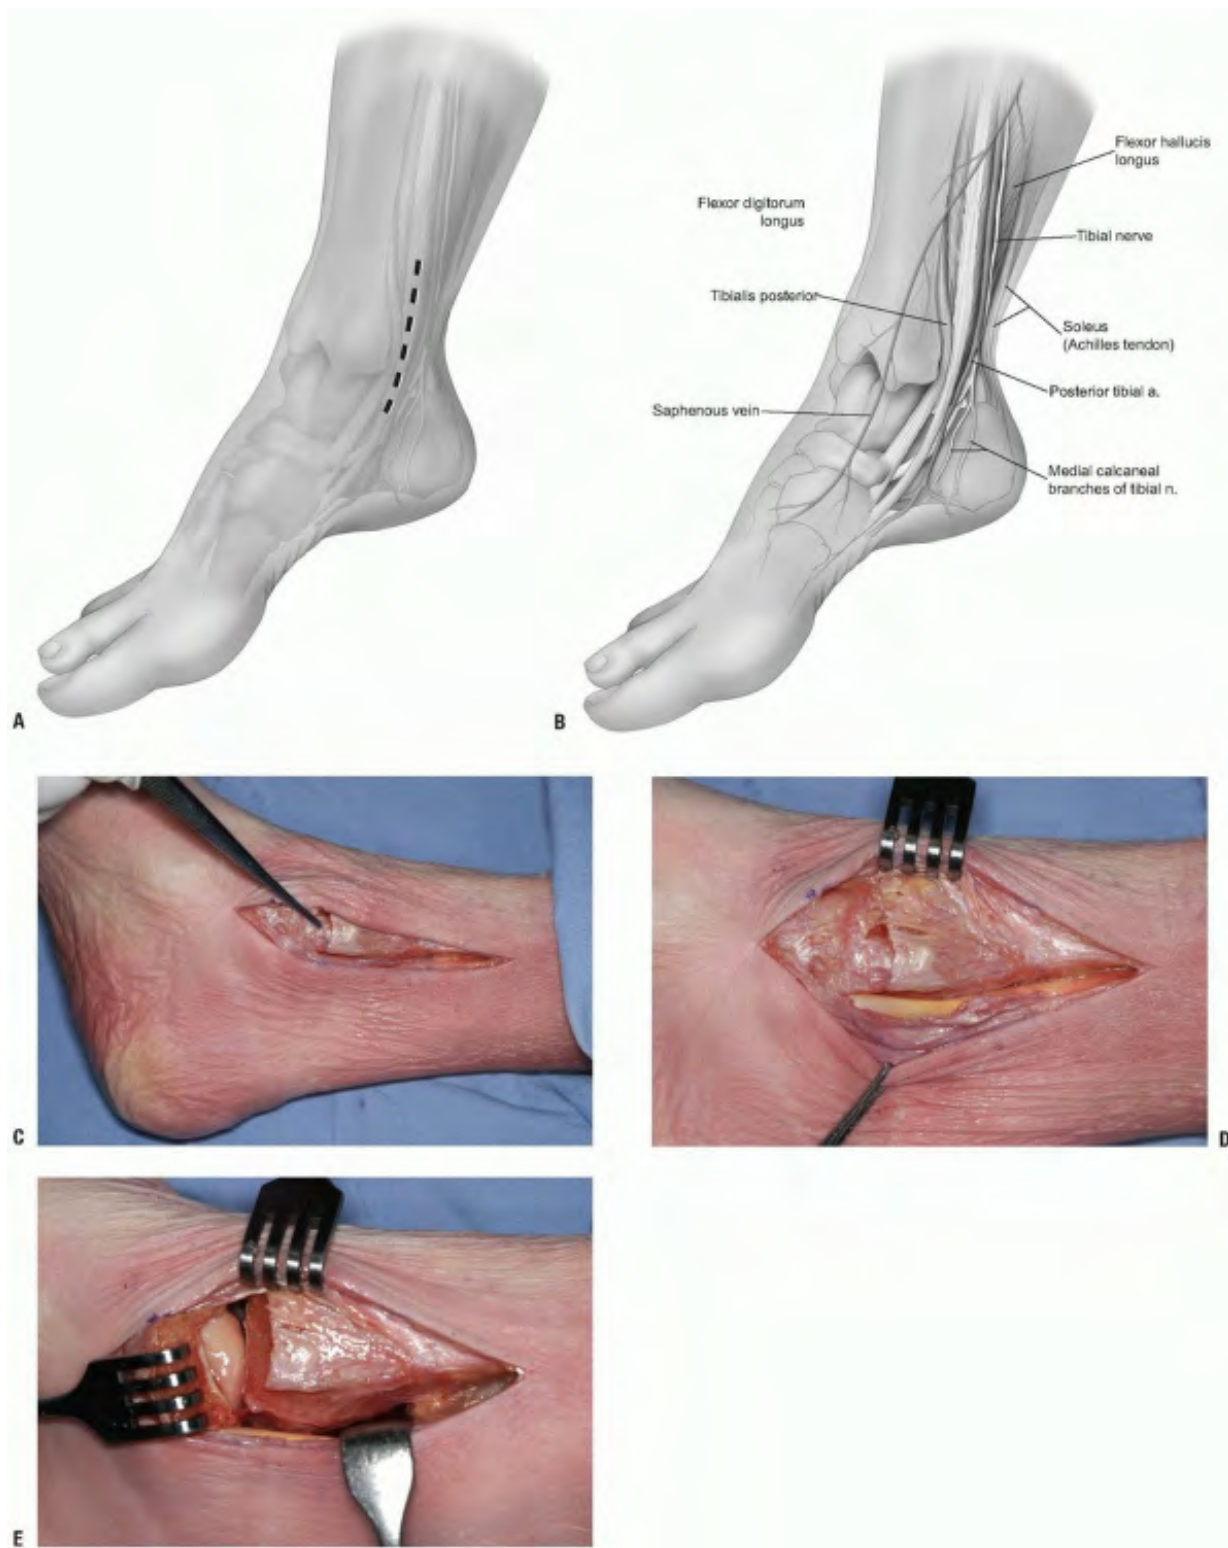 Flexor hallucis
longus
Flexor digitorum
longus
Tibial nerve
Tibialis posterior
Soleus
(Achilles tendon)
Posterior tibial a.
Saphenous vein
Medial calcaneal
branches of tibial n.
A
B
C
D
E